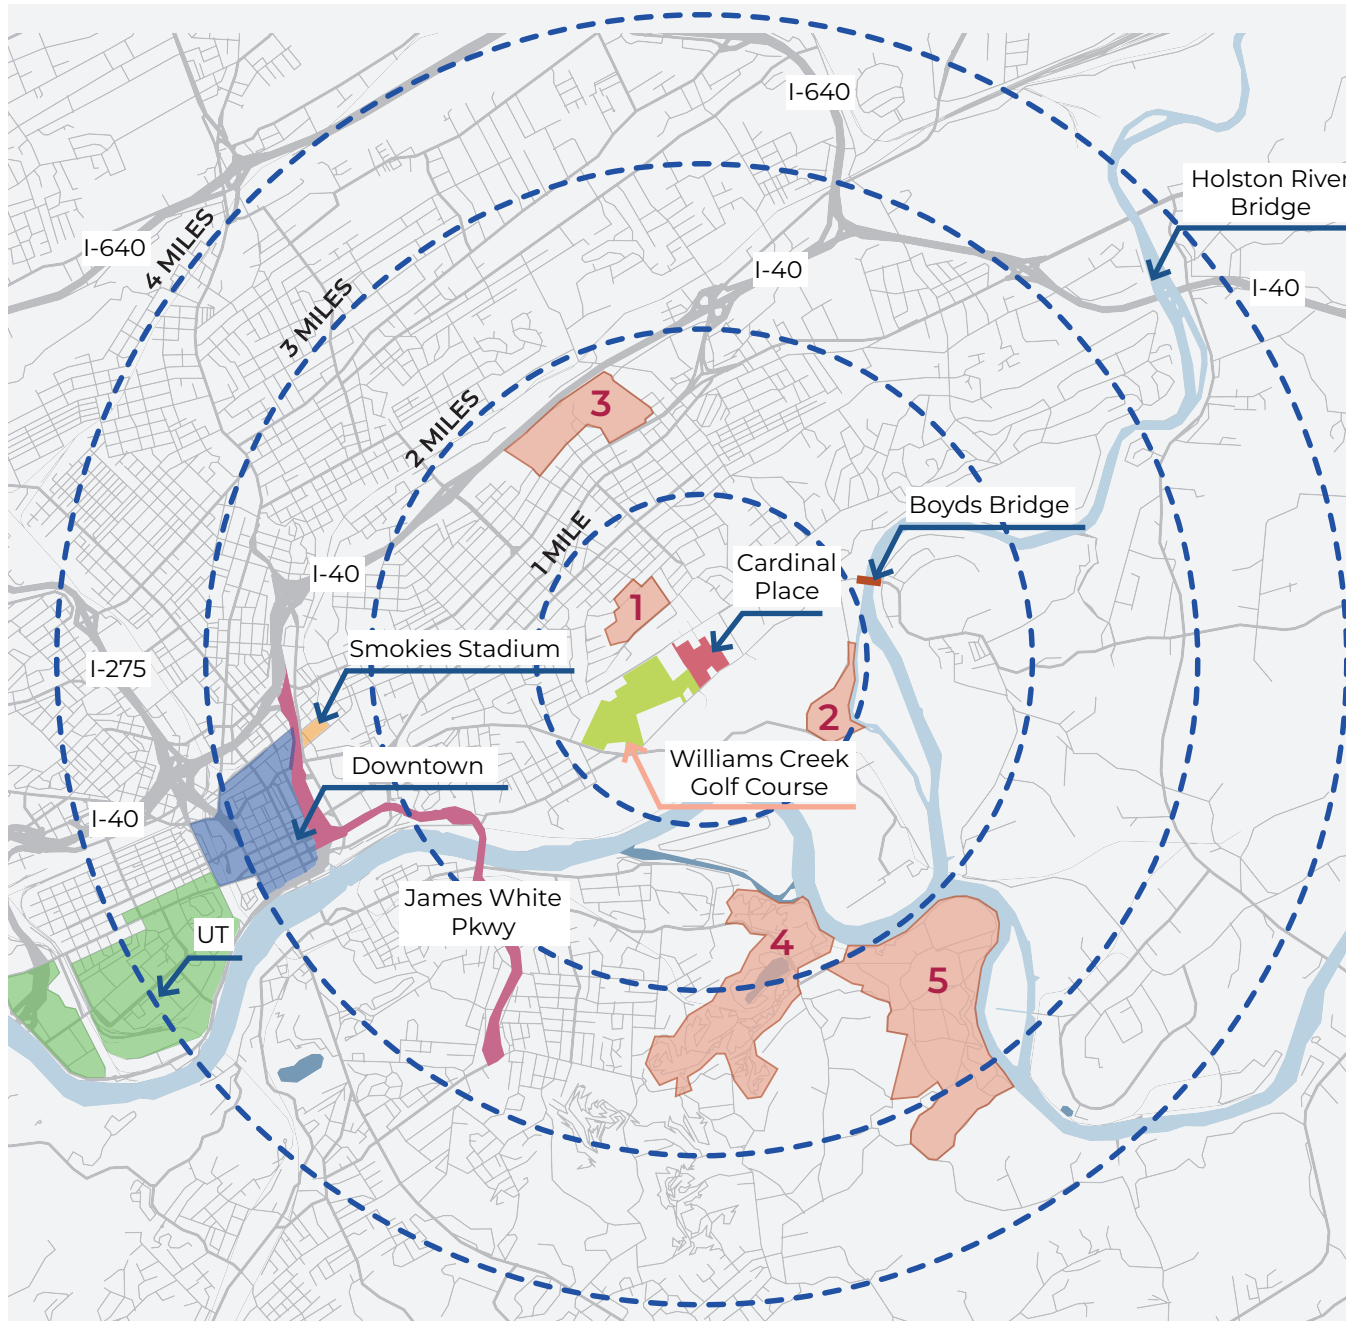 I-640
Holston River
Bridge
4 MILES
I-640
I-40
I-40
3 MILES
2 MILES
3
Boyds Bridge
1 MILE
Cardinal
Place
I-40
1
Smokies Stadium
I-275
2
Williams Creek
Golf Course
Downtown
I-40
James White
Pkwy
UT
4
5